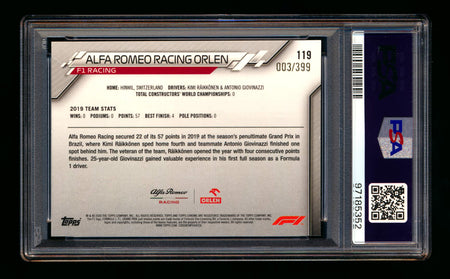 ALFA ROMEO RACING ORLEN
F1 RACING
119
003/399
HOME: HINWIL, SWITZERLAND DRIVERS: KIMI RÄIKKÖNEN & ANTONIO GIOVINAZZI
TOTAL CONSTRUCTORS' WORLD CHAMPIONSHIPS: 0
2019 TEAM STATS
WINS: 0 PODIUMS: 0 POINTS: 57 BEST FINISH: 4 POLE POSITIONS: 0
Alfa Romeo Racing secured 22 of its 57 points in 2019 at the season's penultimate Grand Prix in
Brazil, where Kimi Räikkönen sped home fourth and teammate Antonio Giovinazzi finished
one spot behind him. The veteran of the team, Räikkönen opened the year with four consecutive points
finishes. 25-year-old Giovinazzi gained valuable experience in his first full season as a Formula
1 driver.
Alfa Romeo
RACING
ORLEN
Topps
F1
PSA
97185352